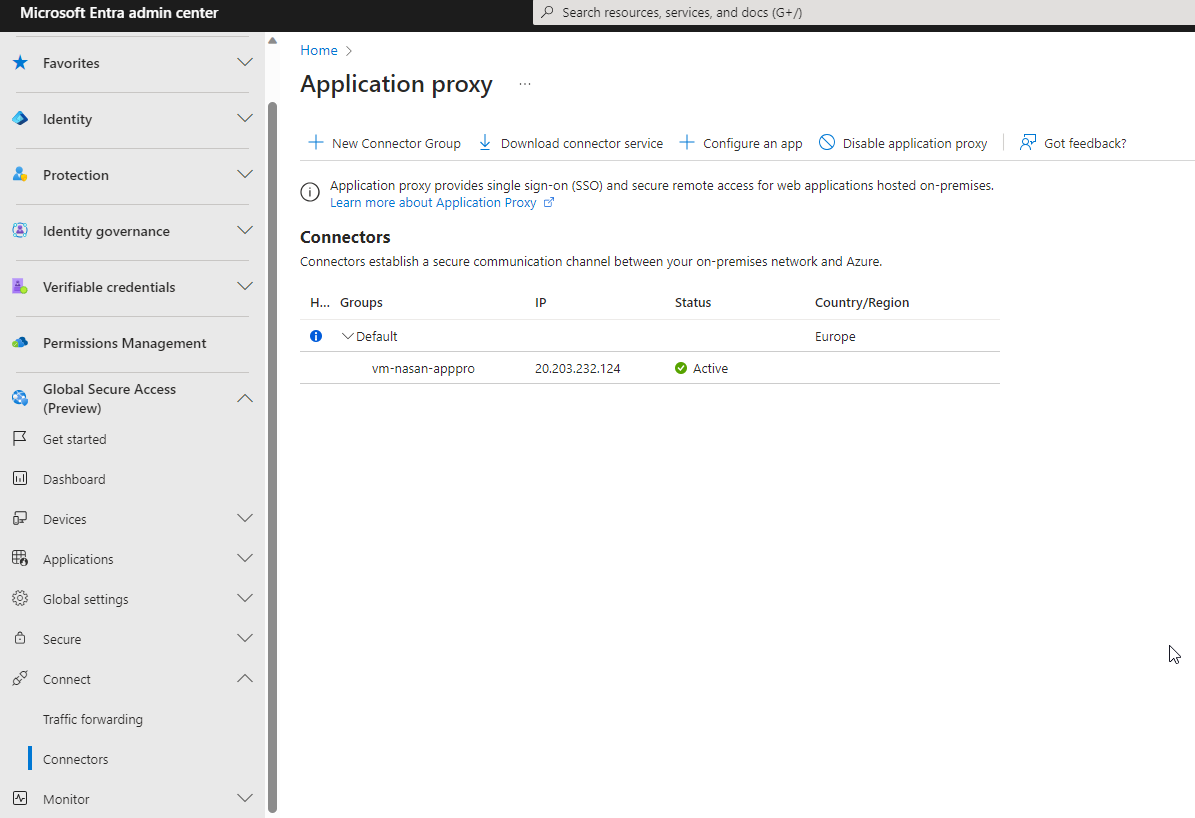 Microsoft Entra admin center
Search resources, services, and docs (G+/)
Favorites
Identity
Protection
Identity governance
Verifiable credentials
Permissions Management
Global Secure Access
(Preview)
Get started
Dashboard
Devices
Applications
Global settings
Secure
Connect
Traffic forwarding
Connectors
Monitor
Home >
Application proxy ...
+ New Connector Group Download connector service + Configure an app Disable application proxy Got feedback?
Application proxy provides single sign-on (SSO) and secure remote access for web applications hosted on-premises.
Learn more about Application Proxy
Connectors
Connectors establish a secure communication channel between your on-premises network and Azure.
H... Groups IP Status Country/Region
Default Europe
vm-nasan-apppro 20.203.232.124 Active